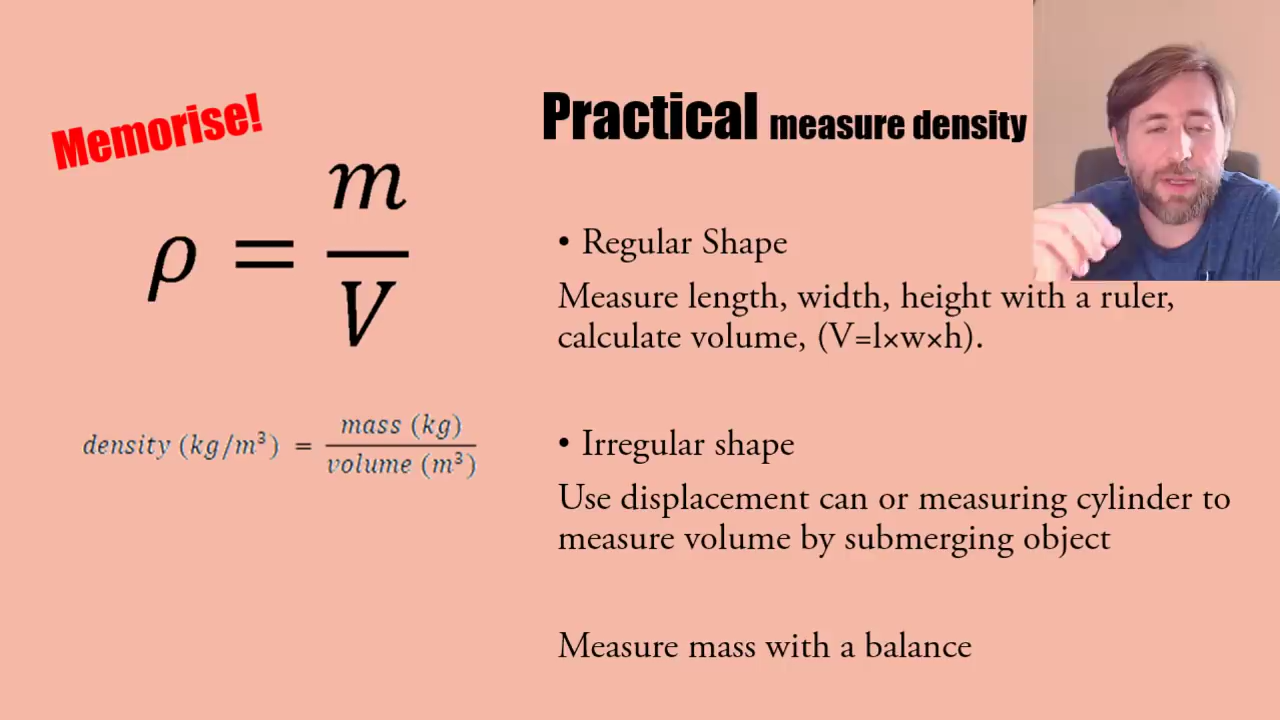 Memorise!
ρ = m / V
density (kg/m³) = mass (kg) / volume (m³)
Practical measure density
• Regular Shape
Measure length, width, height with a ruler,
calculate volume, (V=l×w×h).
• Irregular shape
Use displacement can or measuring cylinder to
measure volume by submerging object
Measure mass with a balance